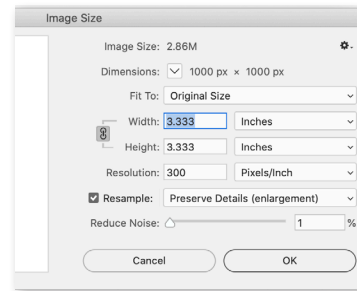 Image Size
Image Size: 2.86M
Dimensions: 1000 px × 1000 px
Fit To: Original Size
Width: 3.333 Inches
Height: 3.333 Inches
Resolution: 300 Pixels/Inch
Resample: Preserve Details (enlargement)
Reduce Noise: 1 %
Cancel OK